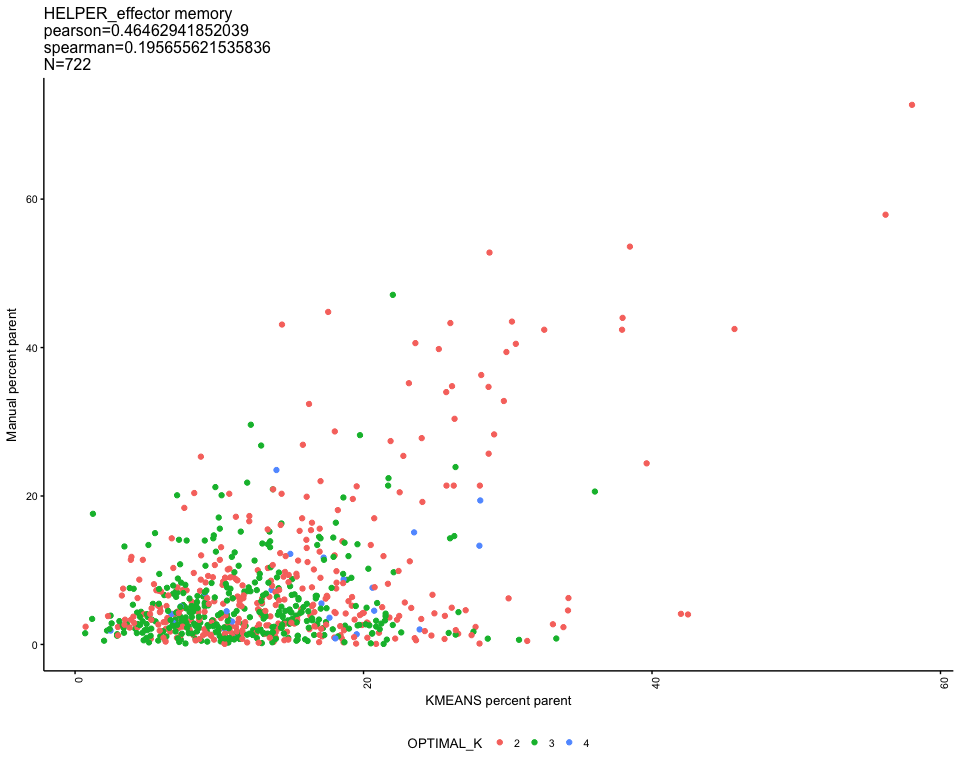 HELPER_effector memory
pearson=0.46462941852039
spearman=0.195655621535836
N=722
Manual percent parent
60
40
20
0
0
20
40
60
KMEANS percent parent
OPTIMAL_K 2 3 4